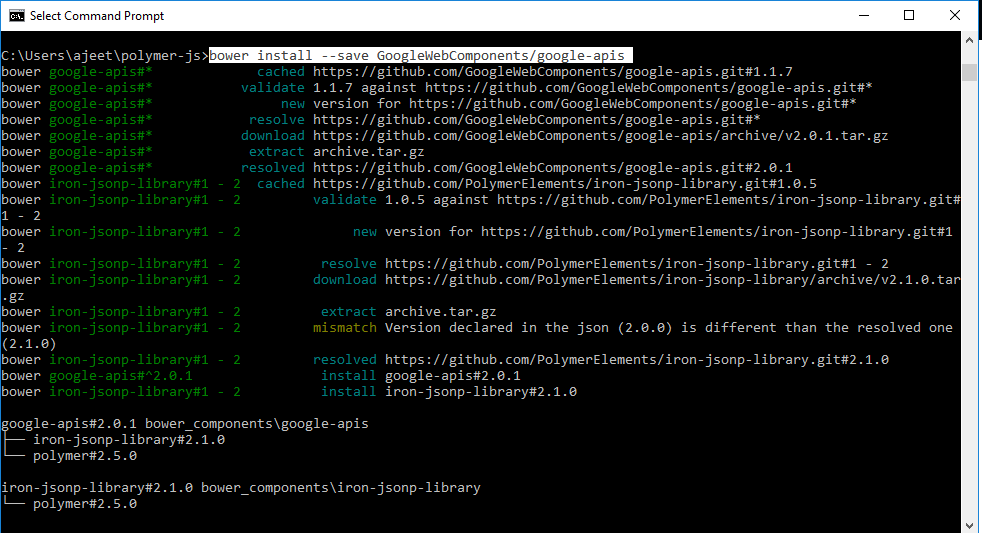 Select Command Prompt
C:\Users\ajeet\polymer-js>bower install --save GoogleWebComponents/google-apis
bower google-apis#*             cached https://github.com/GoogleWebComponents/google-apis.git#1.1.7
bower google-apis#*           validate 1.1.7 against https://github.com/GoogleWebComponents/google-apis.git#*
bower google-apis#*                new version for https://github.com/GoogleWebComponents/google-apis.git#*
bower google-apis#*            resolve https://github.com/GoogleWebComponents/google-apis.git#*
bower google-apis#*           download https://github.com/GoogleWebComponents/google-apis/archive/v2.0.1.tar.gz
bower google-apis#*            extract archive.tar.gz
bower google-apis#*           resolved https://github.com/GoogleWebComponents/google-apis.git#2.0.1
bower iron-jsonp-library#1 - 2  cached https://github.com/PolymerElements/iron-jsonp-library.git#1.0.5
bower iron-jsonp-library#1 - 2         validate 1.0.5 against https://github.com/PolymerElements/iron-jsonp-library.git#
1 - 2
bower iron-jsonp-library#1 - 2              new version for https://github.com/PolymerElements/iron-jsonp-library.git#1
- 2
bower iron-jsonp-library#1 - 2          resolve https://github.com/PolymerElements/iron-jsonp-library.git#1 - 2
bower iron-jsonp-library#1 - 2         download https://github.com/PolymerElements/iron-jsonp-library/archive/v2.1.0.tar
.gz
bower iron-jsonp-library#1 - 2          extract archive.tar.gz
bower iron-jsonp-library#1 - 2         mismatch Version declared in the json (2.0.0) is different than the resolved one
(2.1.0)
bower iron-jsonp-library#1 - 2         resolved https://github.com/PolymerElements/iron-jsonp-library.git#2.1.0
bower google-apis#^2.0.1                install google-apis#2.0.1
bower iron-jsonp-library#1 - 2          install iron-jsonp-library#2.1.0
google-apis#2.0.1 bower_components\google-apis
├── iron-jsonp-library#2.1.0
└── polymer#2.5.0
iron-jsonp-library#2.1.0 bower_components\iron-jsonp-library
└── polymer#2.5.0